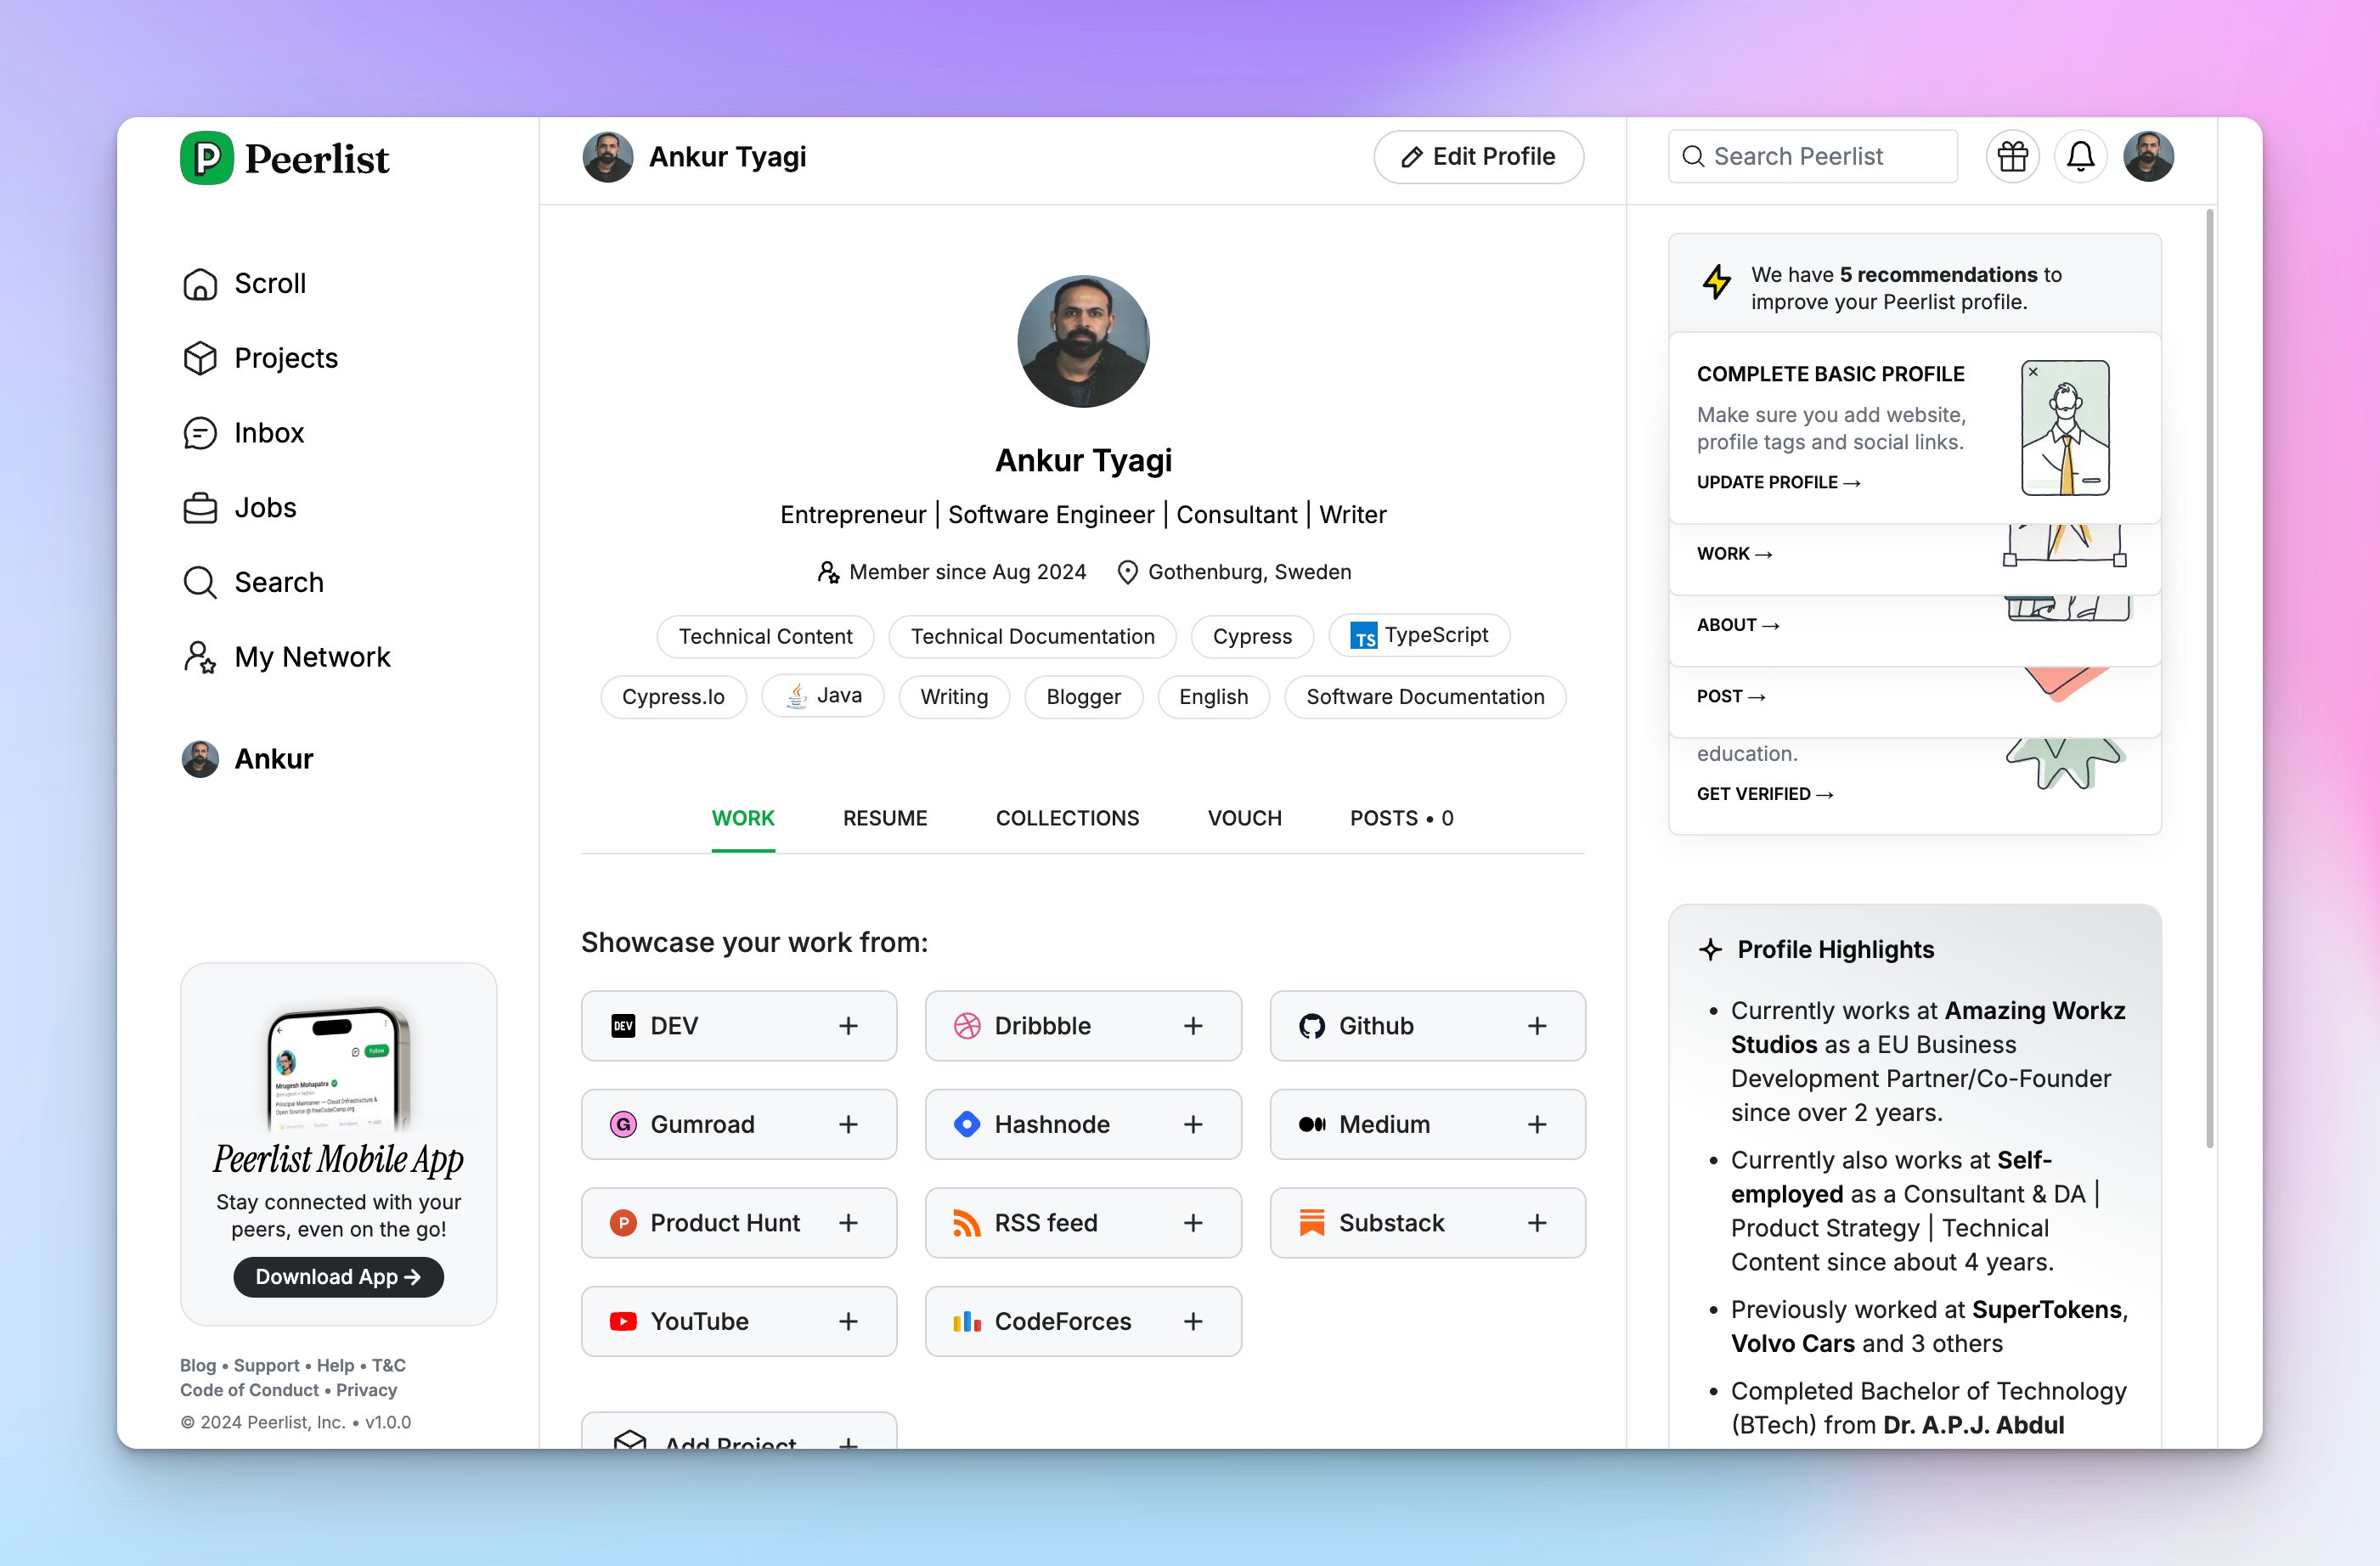 Peerlist
Scroll
Projects
Inbox
Jobs
Search
My Network
Ankur
Mrugesh Mohapatra
Follow
Principal Maintainer — Cloud Infrastructure &
Open Source @ freeCodeCamp.org
Peerlist Mobile App
Stay connected with your
peers, even on the go!
Download App →
Blog • Support • Help • T&C
Code of Conduct • Privacy
© 2024 Peerlist, Inc. • v1.0.0
Ankur Tyagi
Edit Profile
Ankur Tyagi
Entrepreneur | Software Engineer | Consultant | Writer
Member since Aug 2024 Gothenburg, Sweden
Technical Content Technical Documentation Cypress TS TypeScript
Cypress.Io Java Writing Blogger English Software Documentation
WORK RESUME COLLECTIONS VOUCH POSTS • 0
Showcase your work from:
DEV DEV + Dribbble + Github +
G Gumroad + Hashnode + Medium +
P Product Hunt + RSS feed + Substack +
YouTube + CodeForces +
Add Project +
Search Peerlist
We have 5 recommendations to
improve your Peerlist profile.
COMPLETE BASIC PROFILE
Make sure you add website,
profile tags and social links.
UPDATE PROFILE →
WORK →
ABOUT →
POST →
education.
GET VERIFIED →
Profile Highlights
• Currently works at Amazing Workz
Studios as a EU Business
Development Partner/Co-Founder
since over 2 years.
• Currently also works at Self-
employed as a Consultant & DA |
Product Strategy | Technical
Content since about 4 years.
• Previously worked at SuperTokens,
Volvo Cars and 3 others
• Completed Bachelor of Technology
(BTech) from Dr. A.P.J. Abdul